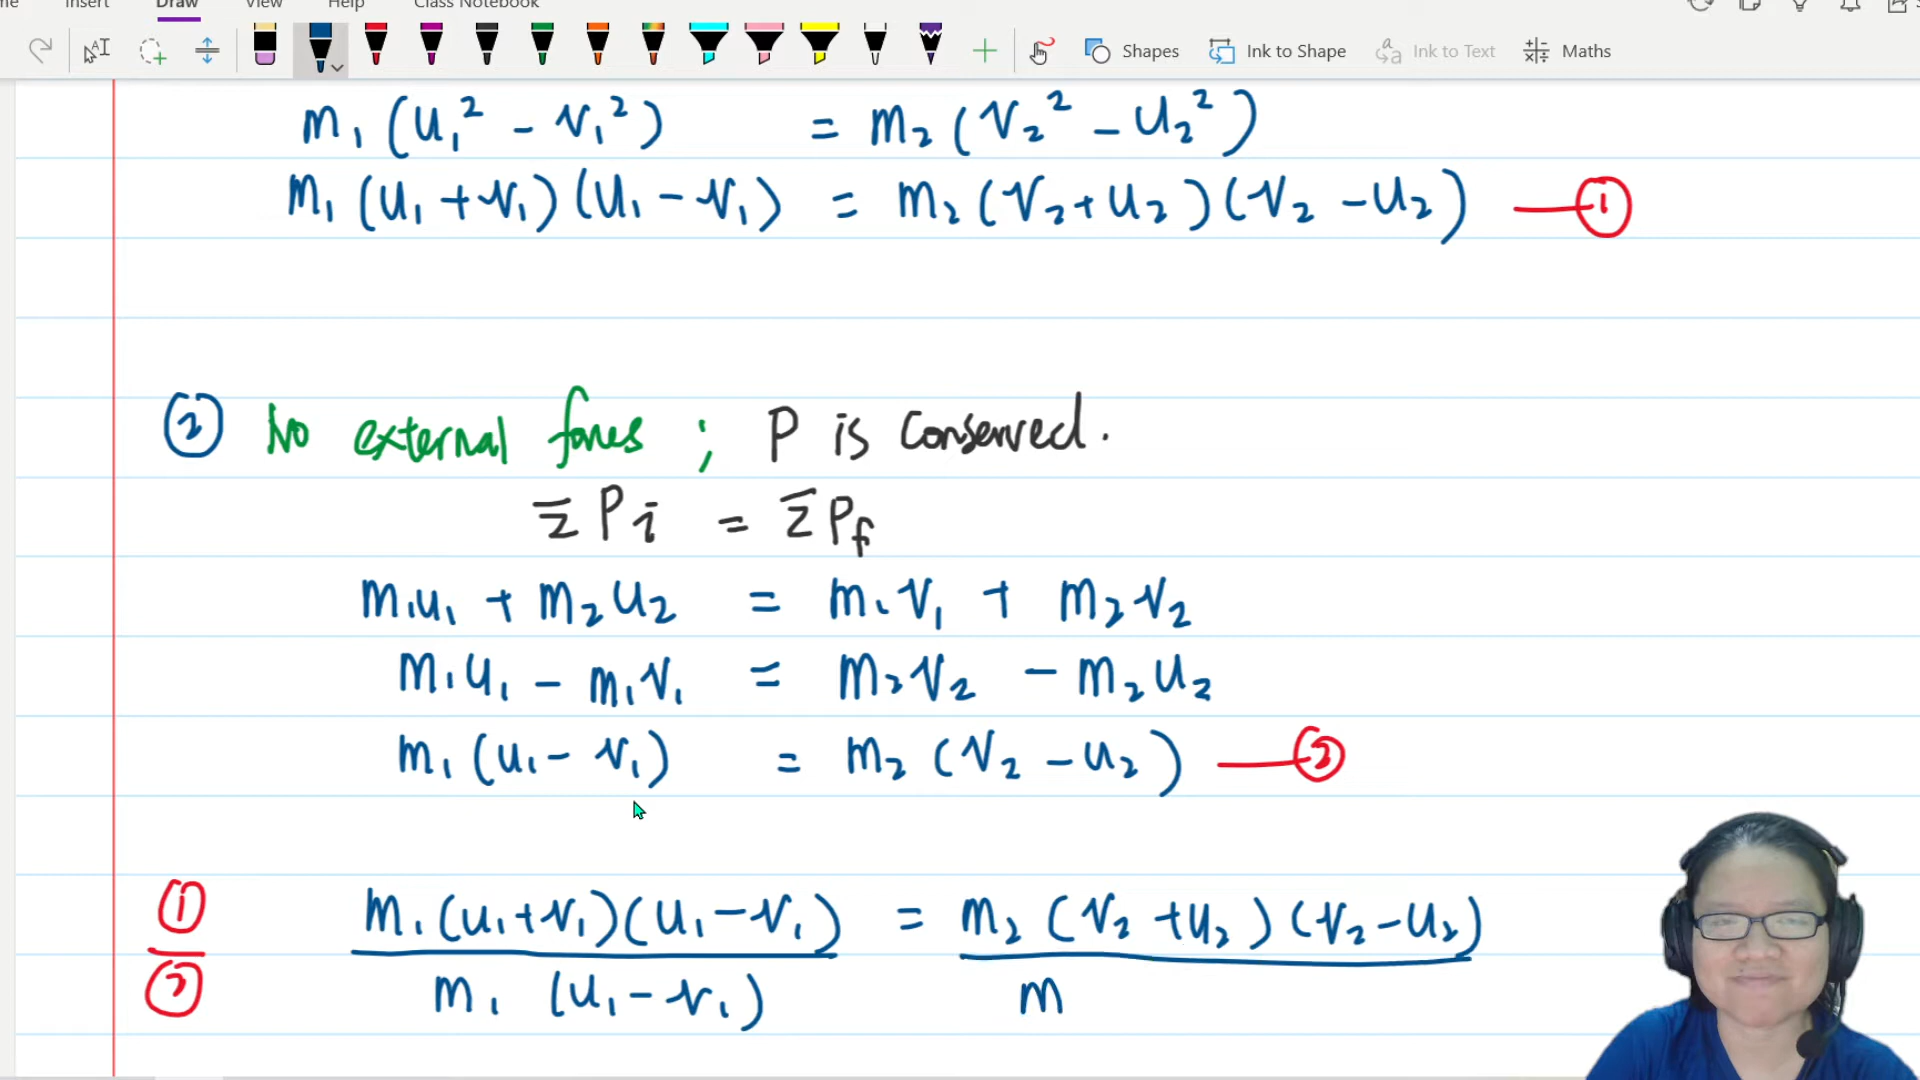 Insert Draw View Help Class Notebook
Shapes Ink to Shape Ink to Text Maths
m₁(u₁² - v₁²) = m₂(v₂² - u₂²)
m₁(u₁ + v₁)(u₁ - v₁) = m₂(v₂ + u₂)(v₂ - u₂) — ①
② No external forces ; P is conserved.
ΣPi = ΣPf
m₁u₁ + m₂u₂ = m₁v₁ + m₂v₂
m₁u₁ - m₁v₁ = m₂v₂ - m₂u₂
m₁(u₁ - v₁) = m₂(v₂ - u₂) — ②
① m₁(u₁+v₁)(u₁-v₁) = m₂(v₂+u₂)(v₂-u₂)
② m₁(u₁-v₁) m